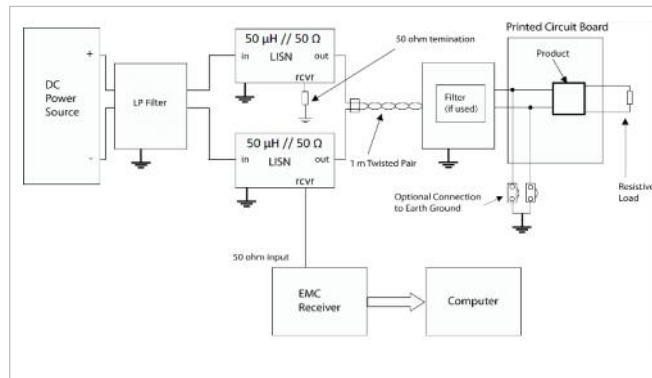 Printed Circuit Board
50 µH // 50 Ω
LISN
in
out
rcvr
50 ohm temination
Product
+
DC
Power
Source
-
LP Filter
Filter
(if used)
50 µH // 50 Ω
LISN
in
out
rcvr
1 m Twisted Pair
Resistive
Load
Optional Connection
to Earth Ground
50 ohm input
EMC
Receiver
Computer